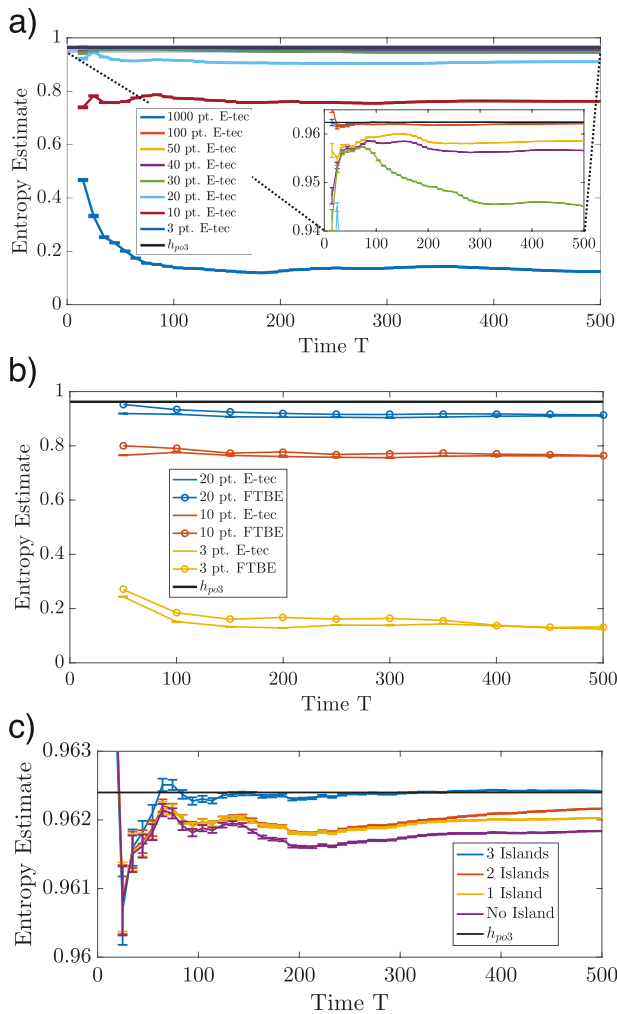 a)
Entropy Estimate
1
0.8
0.6
0.4
0.2
0
1000 pt. E-tec
100 pt. E-tec
50 pt. E-tec
40 pt. E-tec
30 pt. E-tec
20 pt. E-tec
10 pt. E-tec
3 pt. E-tec
h_po3
0.96
0.95
0.94
0 100 200 300 400 500
0 100 200 300 400 500
Time T
b)
Entropy Estimate
1
0.8
0.6
0.4
0.2
0
20 pt. E-tec
20 pt. FTBE
10 pt. E-tec
10 pt. FTBE
3 pt. E-tec
3 pt. FTBE
h_po3
0 100 200 300 400 500
Time T
c)
Entropy Estimate
0.963
0.962
0.961
0.96
3 Islands
2 Islands
1 Island
No Island
h_po3
0 100 200 300 400 500
Time T